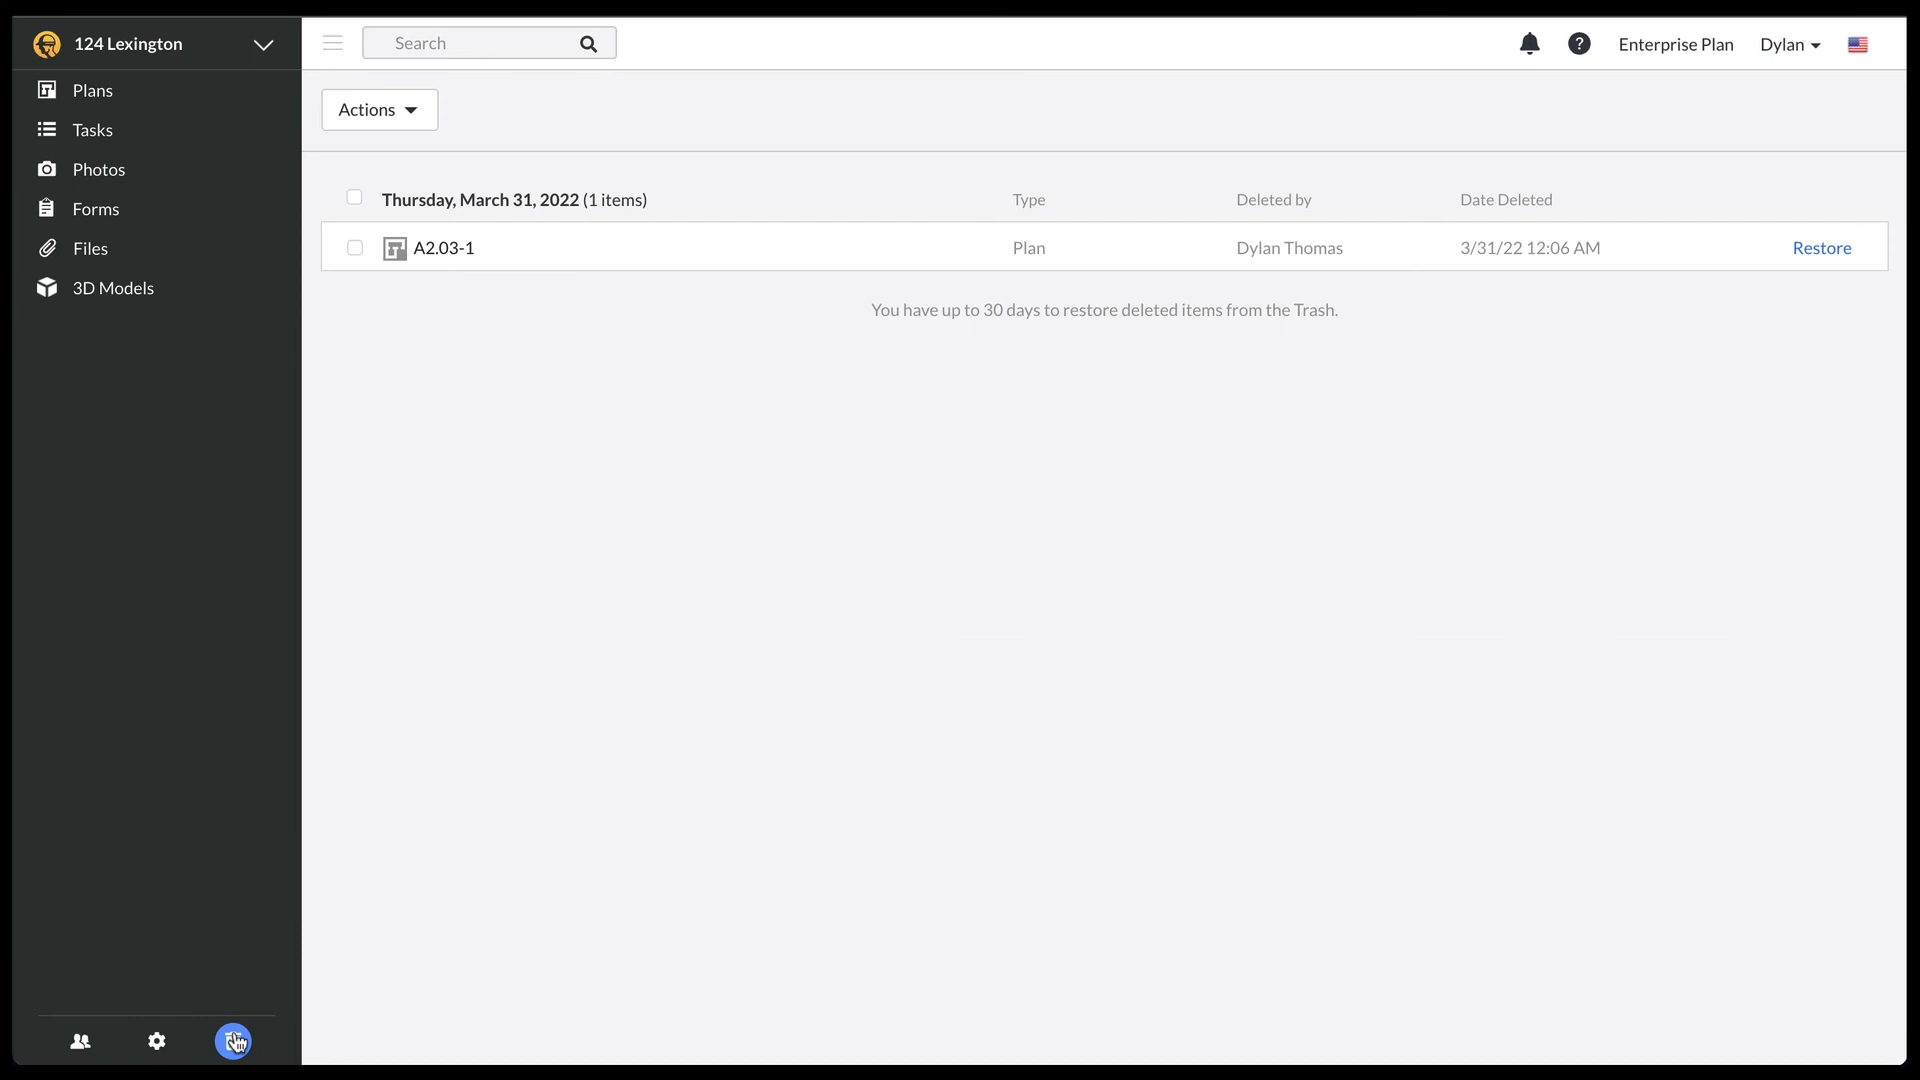 124 Lexington
Search
Enterprise Plan
Dylan
Plans
Tasks
Photos
Forms
Files
3D Models
Actions
Thursday, March 31, 2022 (1 items) Type Deleted by Date Deleted
A2.03-1 Plan Dylan Thomas 3/31/22 12:06 AM Restore
You have up to 30 days to restore deleted items from the Trash.